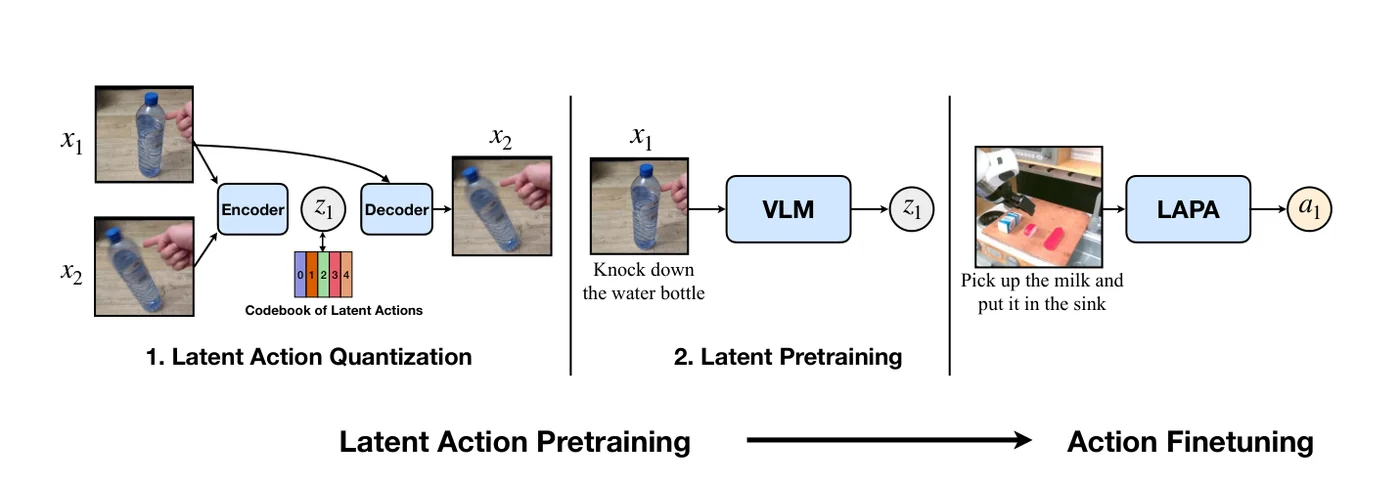 x1
x2
Encoder
z1
Decoder
0 1 2 3 4
Codebook of Latent Actions
x2
1. Latent Action Quantization
x1
Knock down
the water bottle
VLM
z1
2. Latent Pretraining
Pick up the milk and
put it in the sink
LAPA
a1
Latent Action Pretraining
Action Finetuning